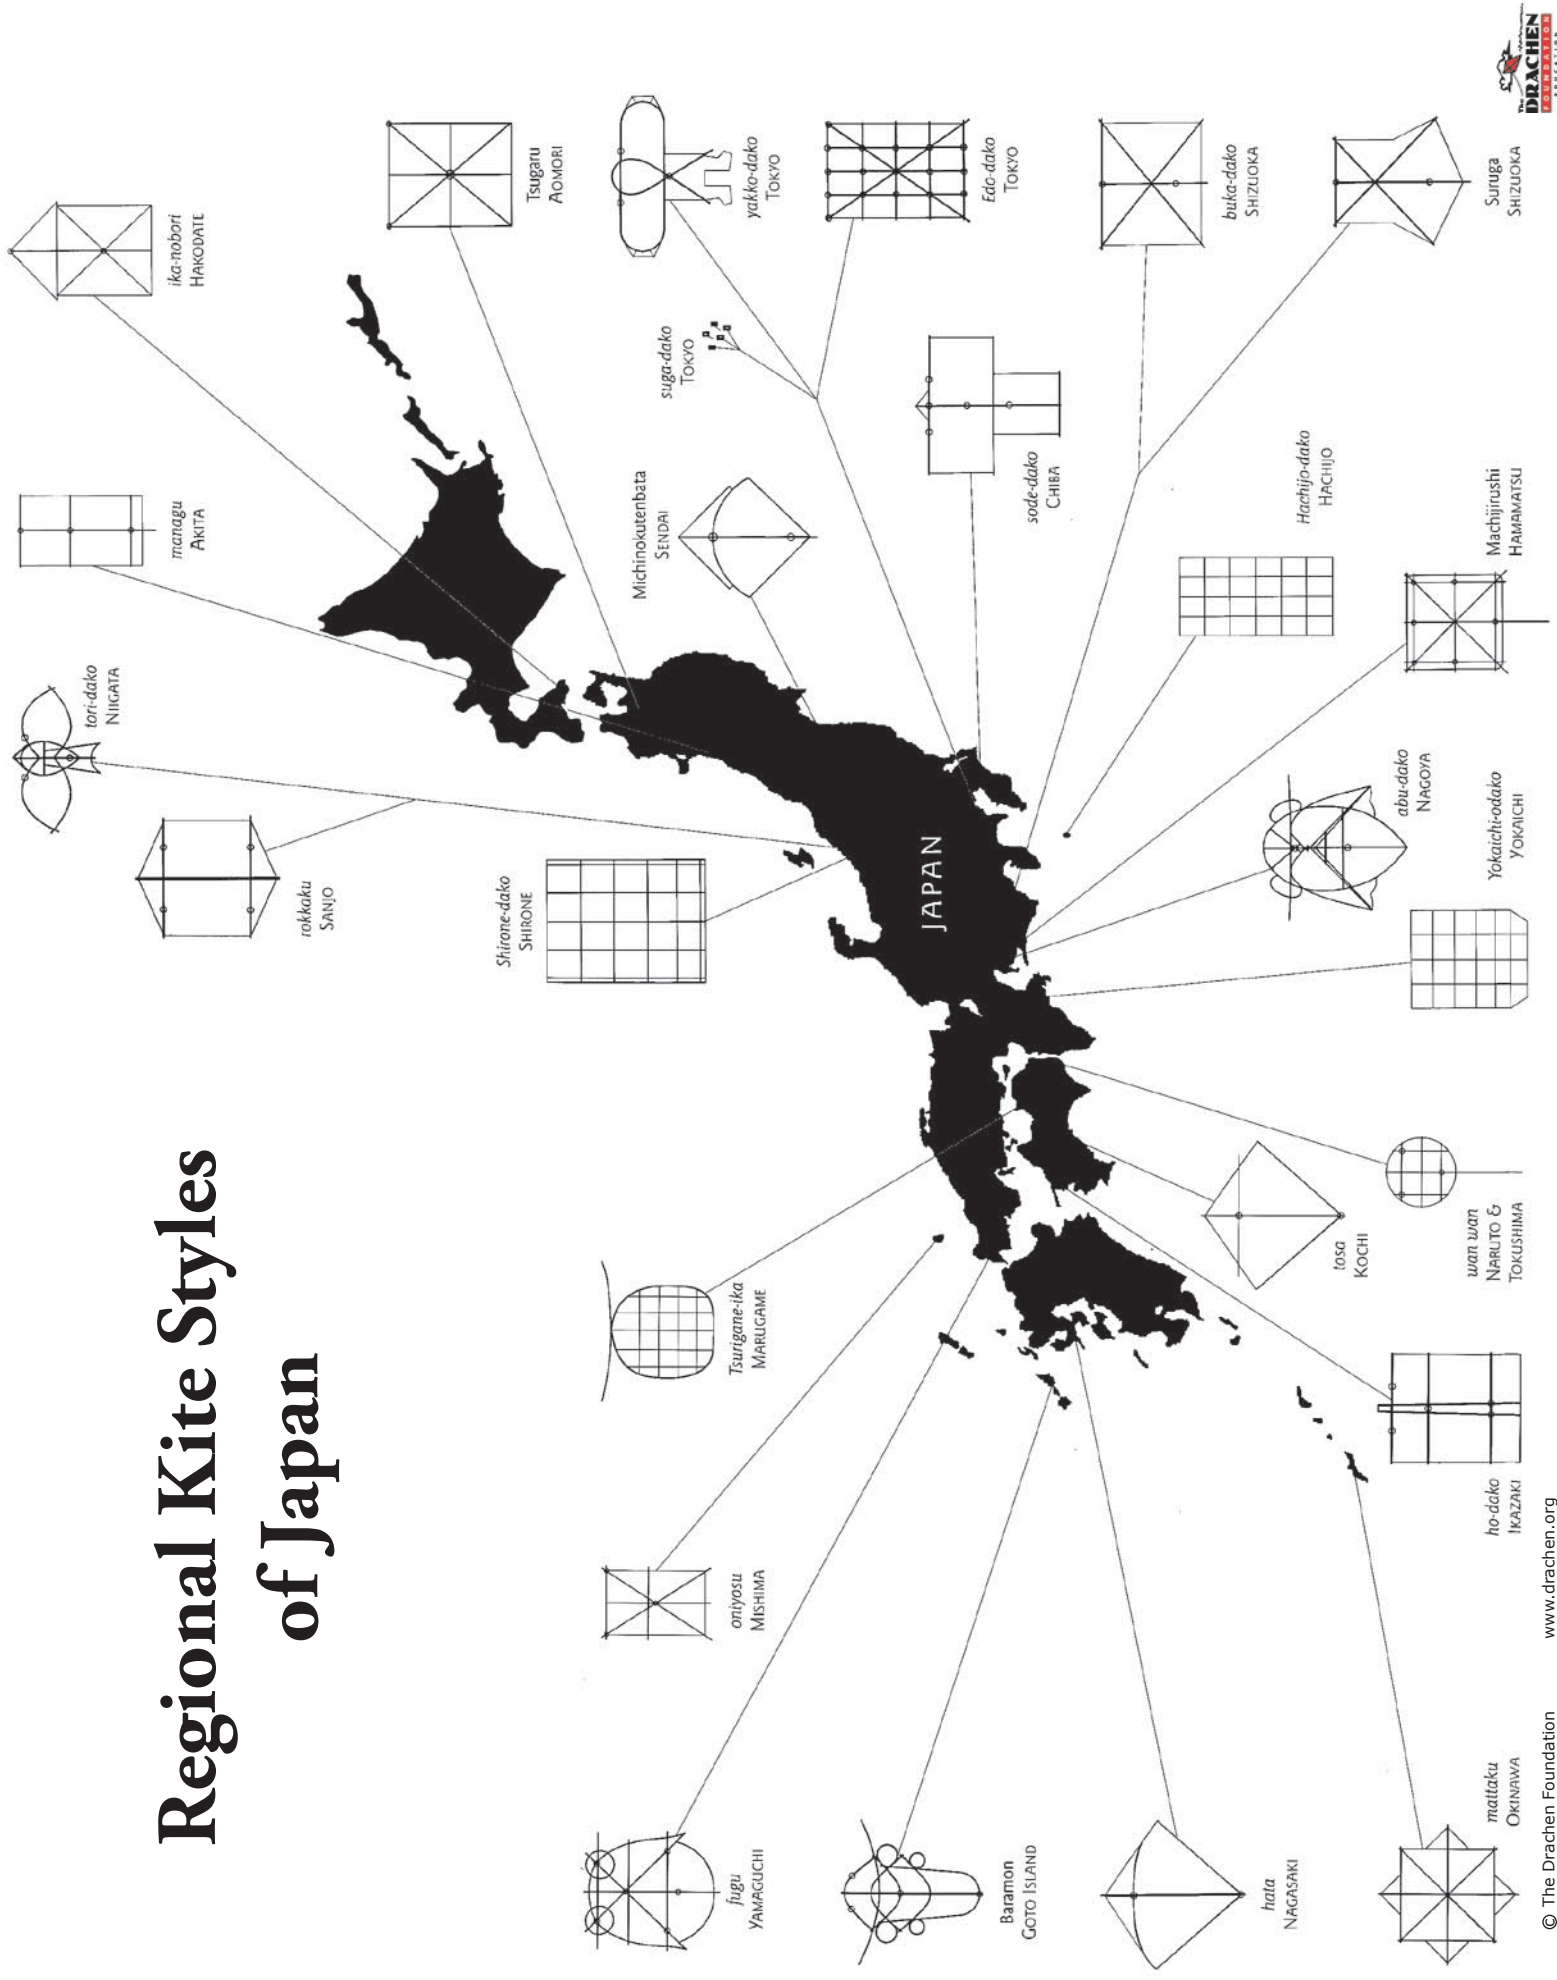 Regional Kite Styles
of Japan
fugu
YAMAGUCHI
oniyosu
MISHIMA
Tsurigane-ika
MARUGAME
Shirone-dako
SHIRONE
rokkaku
SANJO
tori-dako
NIIGATA
managu
AKITA
ika-nobori
HAKODATE
Tsugaru
AOMORI
Michinokutenbata
SENDAI
suga-dako
TOKYO
yakko-dako
TOKYO
Edo-dako
TOKYO
sode-dako
CHIBA
buka-dako
SHIZUOKA
Suruga
SHIZUOKA
Hachijo-dako
HACHIJO
Machijirushi
HAMAMATSU
abu-dako
NAGOYA
Yokaichi-odako
YOKAICHI
JAPAN
Baramon
GOTO ISLAND
hata
NAGASAKI
mattaku
OKINAWA
ho-dako
IKAZAKI
tosa
KOCHI
wan wan
NARUTO &
TOKUSHIMA
© The Drachen Foundation
www.drachen.org
The
DRACHEN
FOUNDATION